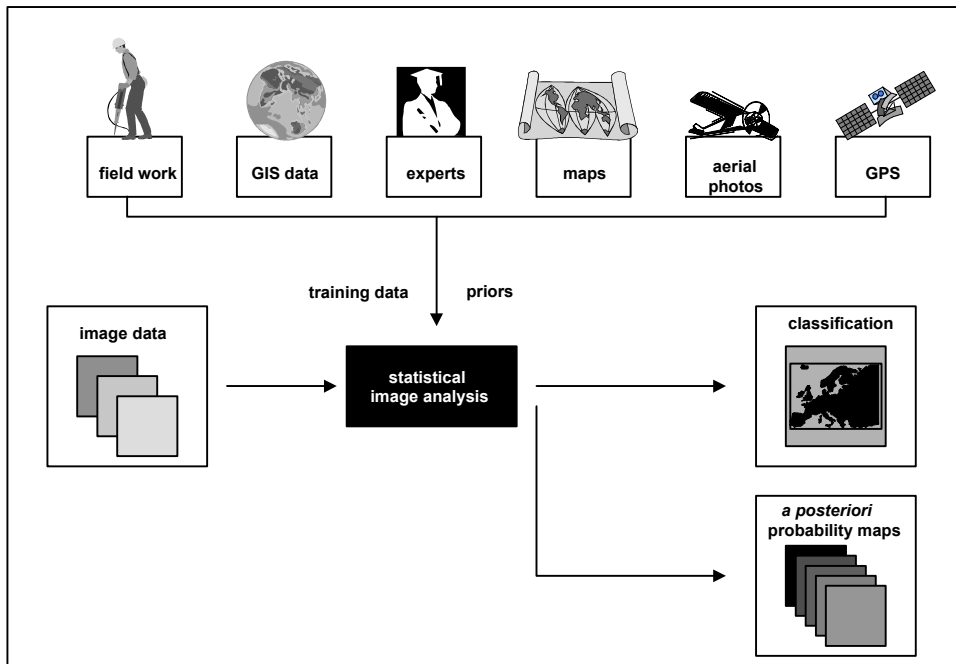 field work
GIS data
experts
maps
aerial
photos
GPS
training data
priors
image data
statistical
image analysis
classification
a posteriori
probability maps